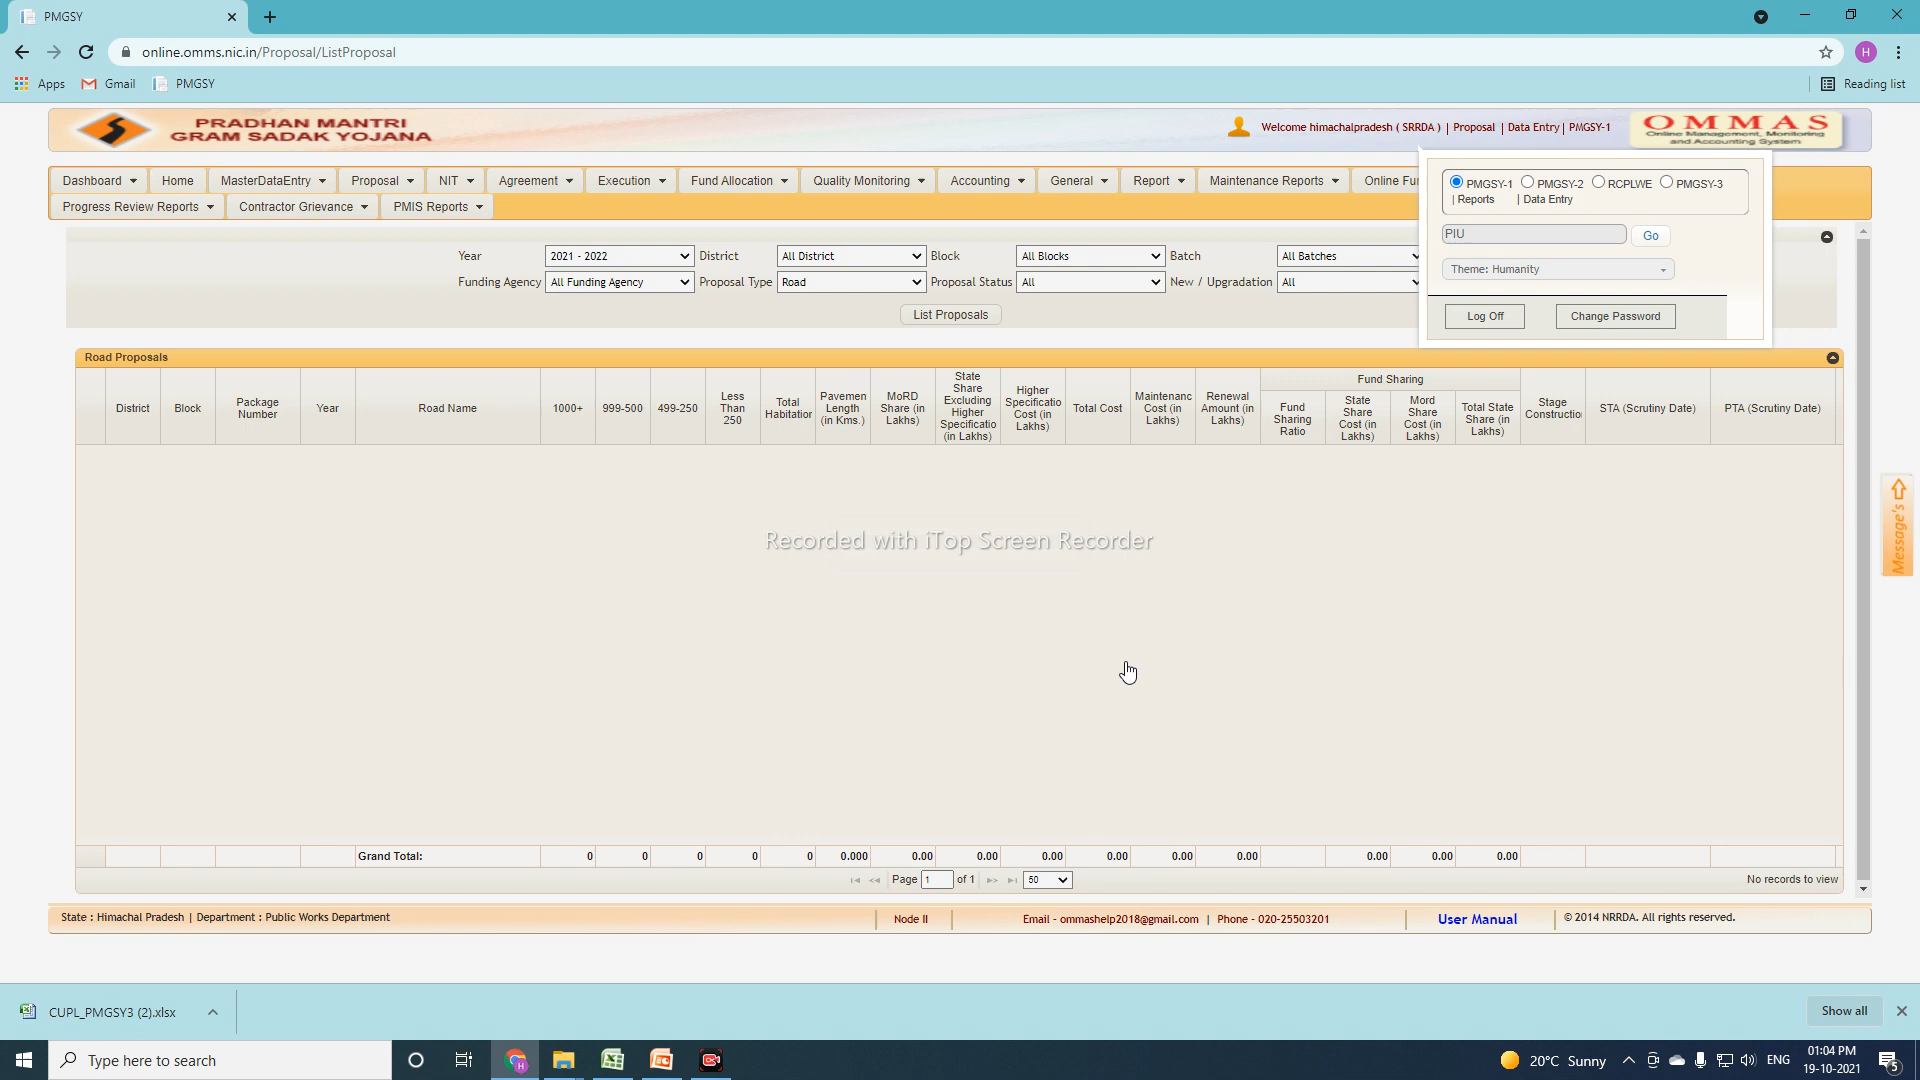 PMGSY
online.omms.nic.in/Proposal/ListProposal
H
Apps Gmail PMGSY Reading list
PRADHAN MANTRI
GRAM SADAK YOJANA
Welcome himachalpradesh ( SRRDA ) | Proposal | Data Entry | PMGSY-1
OMMAS
Online Management, Monitoring
and Accounting System
Dashboard Home MasterDataEntry Proposal NIT Agreement Execution Fund Allocation Quality Monitoring Accounting General Report Maintenance Reports Online Fun
Progress Review Reports Contractor Grievance PMIS Reports
PMGSY-1 PMGSY-2 RCPLWE PMGSY-3
| Reports | Data Entry
PIU Go
Theme: Humanity
Log Off Change Password
Year 2021 - 2022 District All District Block All Blocks Batch All Batches
Funding Agency All Funding Agency Proposal Type Road Proposal Status All New / Upgradation All
List Proposals
Road Proposals
District
Block
Package
Number
Year
Road Name
1000+
999-500
499-250
Less
Than
250
Total
Habitation
Pavemen
Length
(in Kms.)
MoRD
Share (in
Lakhs)
State
Share
Excluding
Higher
Specificatio
(in Lakhs)
Higher
Specificatio
Cost (in
Lakhs)
Total Cost
Maintenanc
Cost (in
Lakhs)
Renewal
Amount (in
Lakhs)
Fund Sharing
Fund
Sharing
Ratio
State
Share
Cost (in
Lakhs)
Mord
Share
Cost (in
Lakhs)
Total State
Share (in
Lakhs)
Stage
Constructio
STA (Scrutiny Date)
PTA (Scrutiny Date)
Recorded with iTop Screen Recorder
Message's
Grand Total: 0 0 0 0 0 0.000 0.00 0.00 0.00 0.00 0.00 0.00 0.00 0.00 0.00
Page 1 of 1 50 No records to view
State : Himachal Pradesh | Department : Public Works Department Node II Email - ommashelp2018@gmail.com | Phone - 020-25503201 User Manual © 2014 NRRDA. All rights reserved.
CUPL_PMGSY3 (2).xlsx Show all
Type here to search 20°C Sunny ENG 01:04 PM
19-10-2021 5